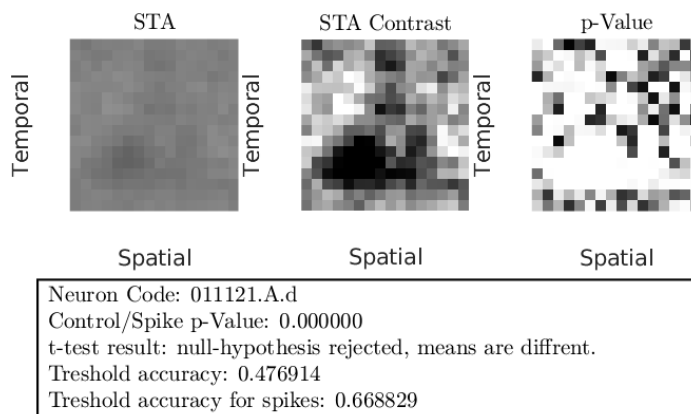 STA
STA Contrast
p-Value
Temporal
Temporal
Temporal
Spatial
Spatial
Spatial
Neuron Code: 011121.A.d
Control/Spike p-Value: 0.000000
t-test result: null-hypothesis rejected, means are diffrent.
Treshold accuracy: 0.476914
Treshold accuracy for spikes: 0.668829